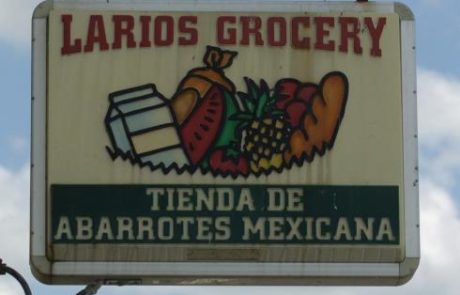 LARIOS GROCERY
TIENDA DE
ABARROTES MEXICANA